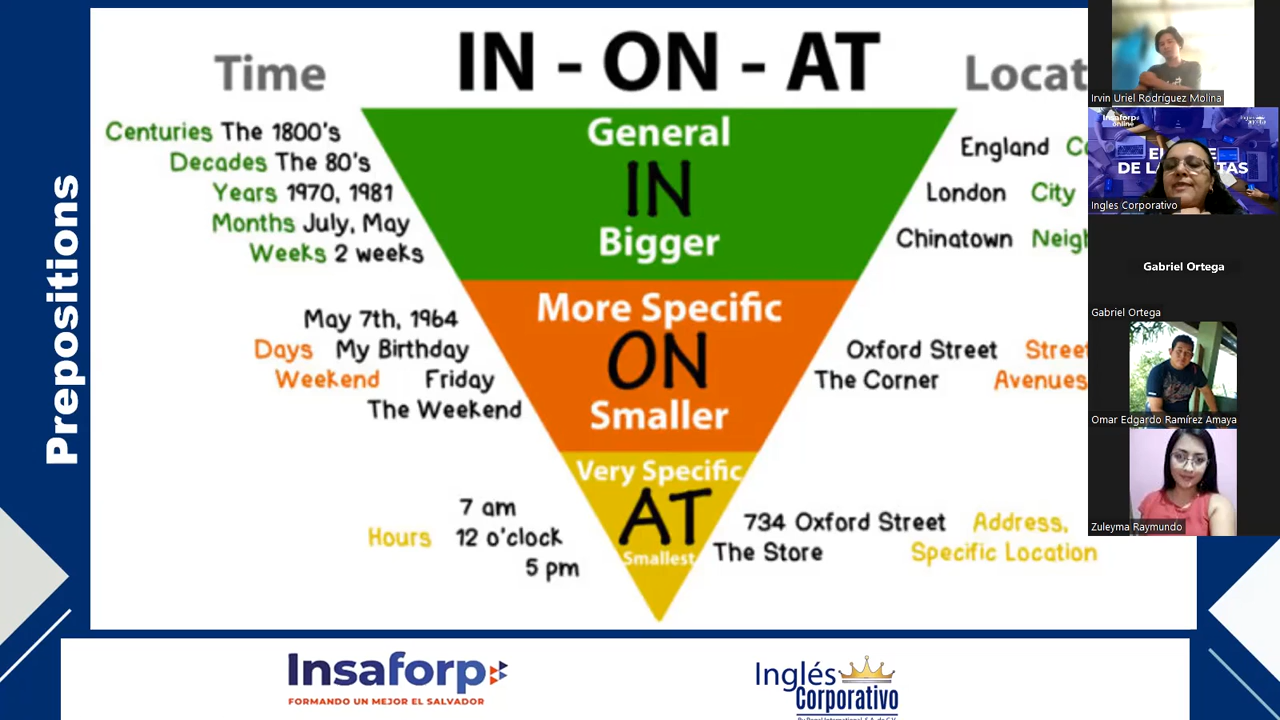 Prepositions
IN - ON - AT
Time
Centuries The 1800's
Decades The 80's
Years 1970, 1981
Months July, May
Weeks 2 weeks
General
IN
Bigger
England
London City
Chinatown
May 7th, 1964
Days My Birthday
Weekend Friday
The Weekend
More Specific
ON
Smaller
Oxford Street
The Corner Avenues
7 am
Hours 12 o'clock
5 pm
Very Specific
AT
Smallest
734 Oxford Street Address,
The Store Specific Location
Insaforp
FORMANDO UN MEJOR EL SALVADOR
Inglés
Corporativo
Irvin Uriel Rodríguez Molina
Insaforp
online
Ingles Corporativo
Gabriel Ortega
Gabriel Ortega
Omar Edgardo Ramírez Amaya
Zuleyma Raymundo